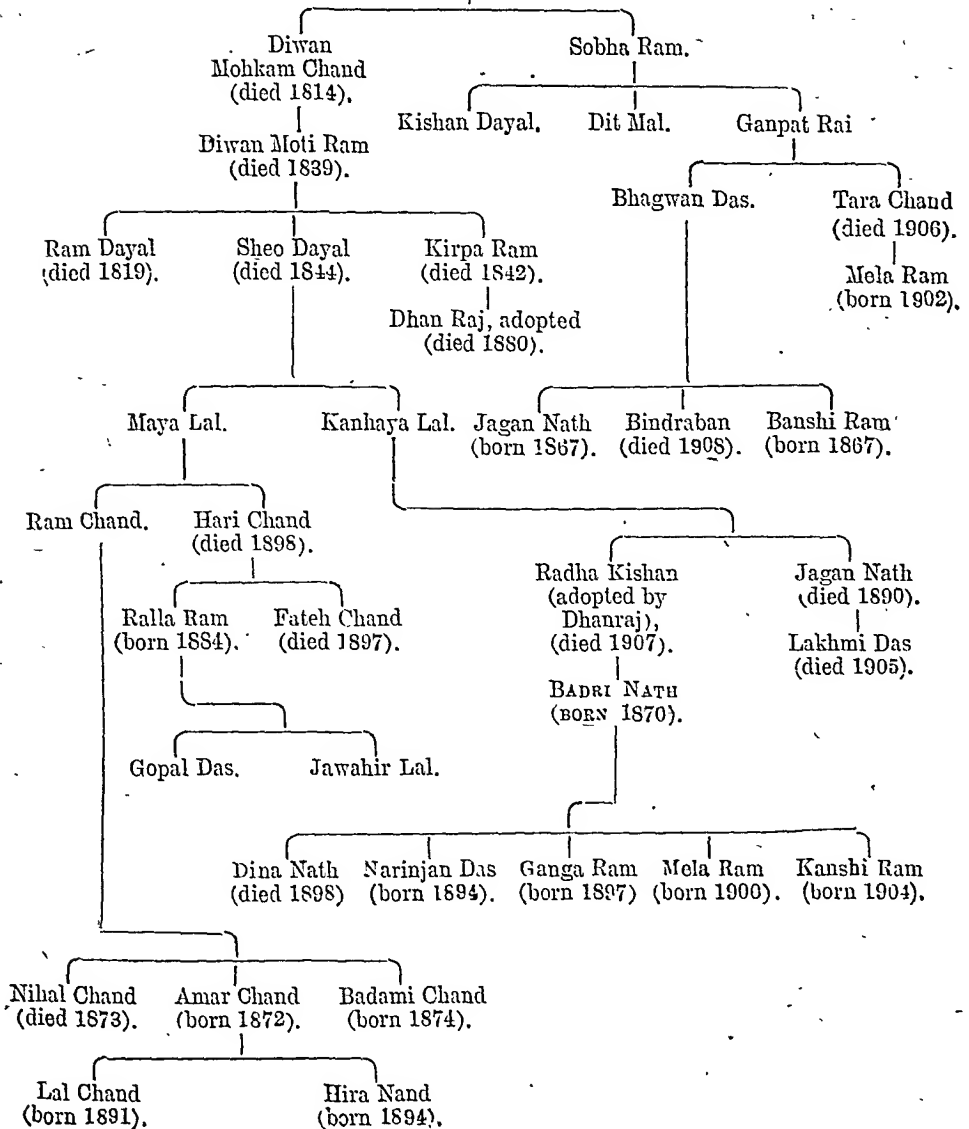 Diwan
Mohkam Chand
(died 1814).
Sobha Ram.
Kishan Dayal.
Dit Mal.
Ganpat Rai
Diwan Moti Ram
(died 1839).
Bhagwan Das.
Tara Chand
(died 1906).
Mela Ram
(born 1902).
Ram Dayal
(died 1819).
Sheo Dayal
(died 1844).
Kirpa Ram
(died 1842).
Dhan Raj, adopted
(died 1880).
Maya Lal.
Kanhaya Lal.
Jagan Nath
(born 1867).
Bindraban
(died 1908).
Banshi Ram
(born 1867).
Ram Chand.
Hari Chand
(died 1898).
Radha Kishan
(adopted by
Dhanraj),
(died 1907).
Jagan Nath
(died 1890).
Lakhmi Das
(died 1905).
Ralla Ram
(born 1884).
Fateh Chand
(died 1897).
BADRI NATH
(BORN 1870).
Gopal Das.
Jawahir Lal.
Dina Nath
(died 1898)
Narinjan Das
(born 1894).
Ganga Ram
(born 1897)
Mela Ram
(born 1900).
Kanshi Ram
(born 1904).
Nihal Chand
(died 1873).
Amar Chand
(born 1872).
Badami Chand
(born 1874).
Lal Chand
(born 1891).
Hira Nand
(born 1894).